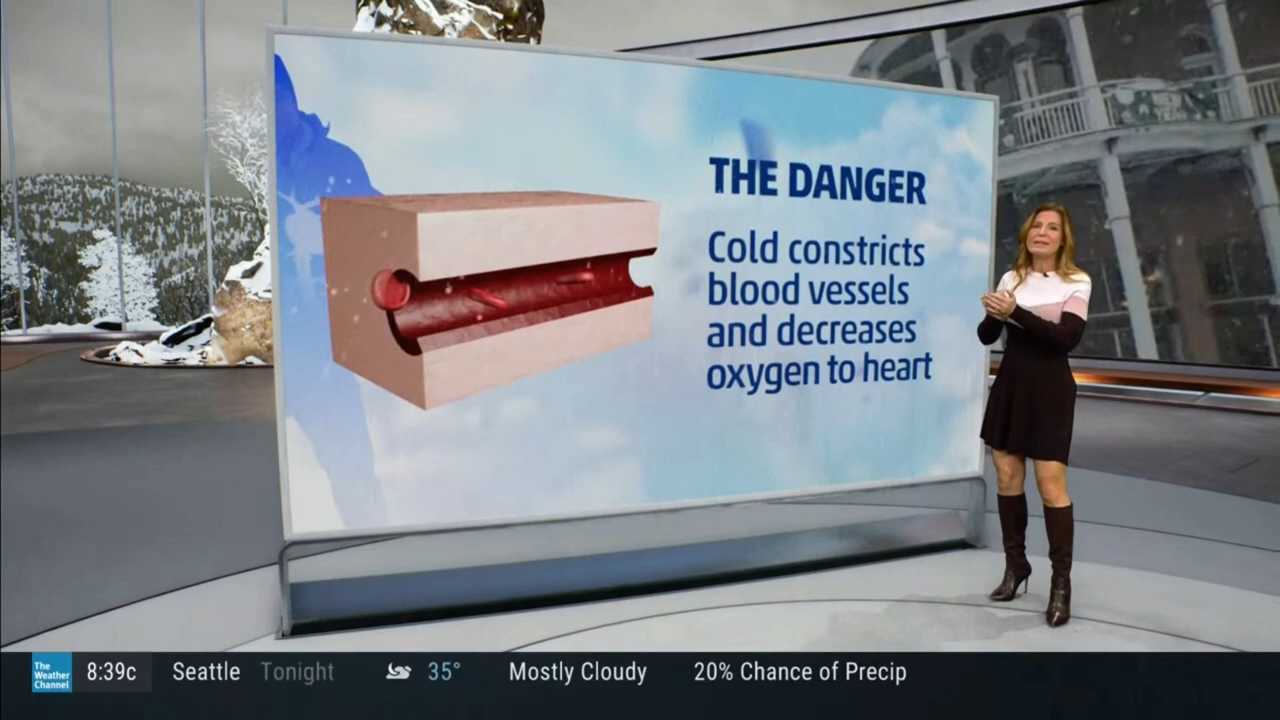 THE DANGER
Cold constricts
blood vessels
and decreases
oxygen to heart
The
Weather
Channel
8:39c Seattle Tonight 35° Mostly Cloudy 20% Chance of Precip